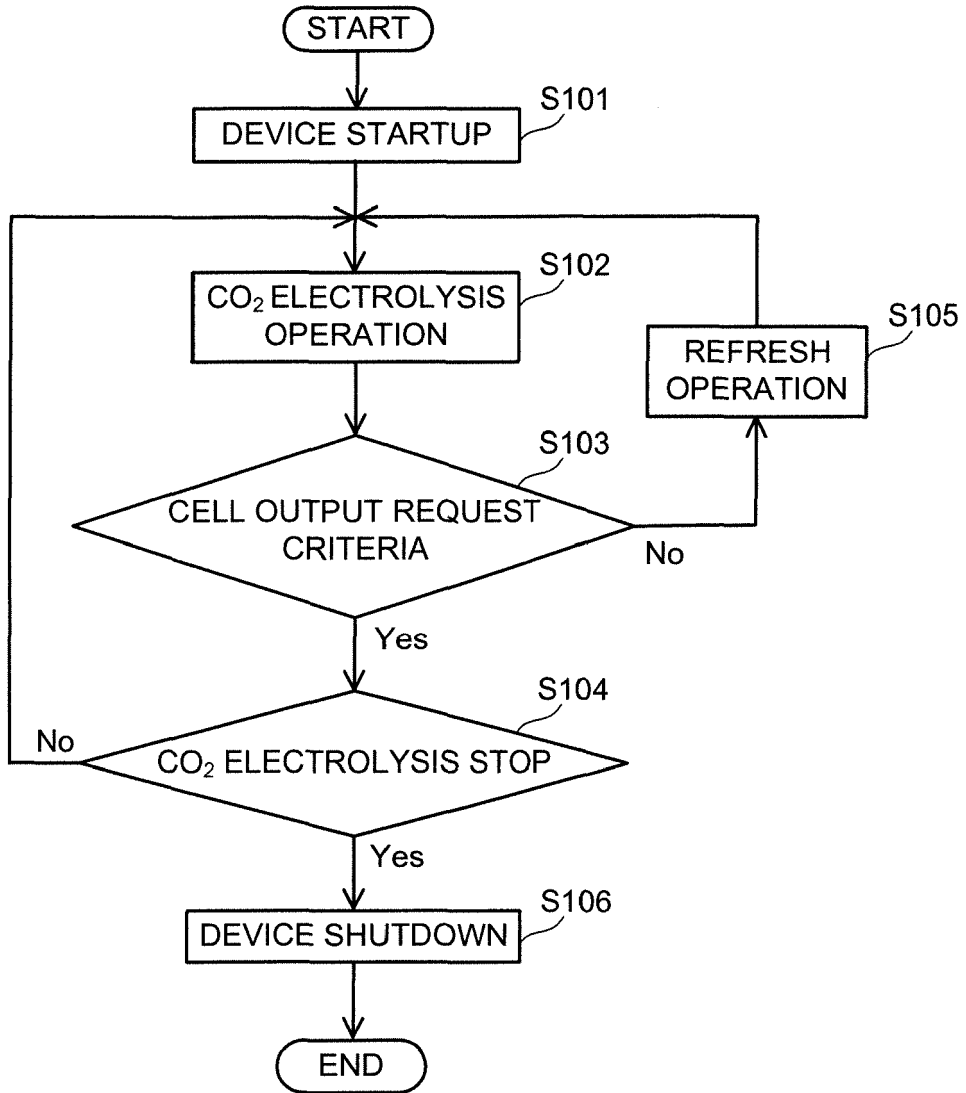 START
S101
DEVICE STARTUP
S102
CO₂ ELECTROLYSIS
OPERATION
S105
REFRESH
OPERATION
S103
CELL OUTPUT REQUEST
CRITERIA
No
Yes
S104
No
CO₂ ELECTROLYSIS STOP
Yes
S106
DEVICE SHUTDOWN
END